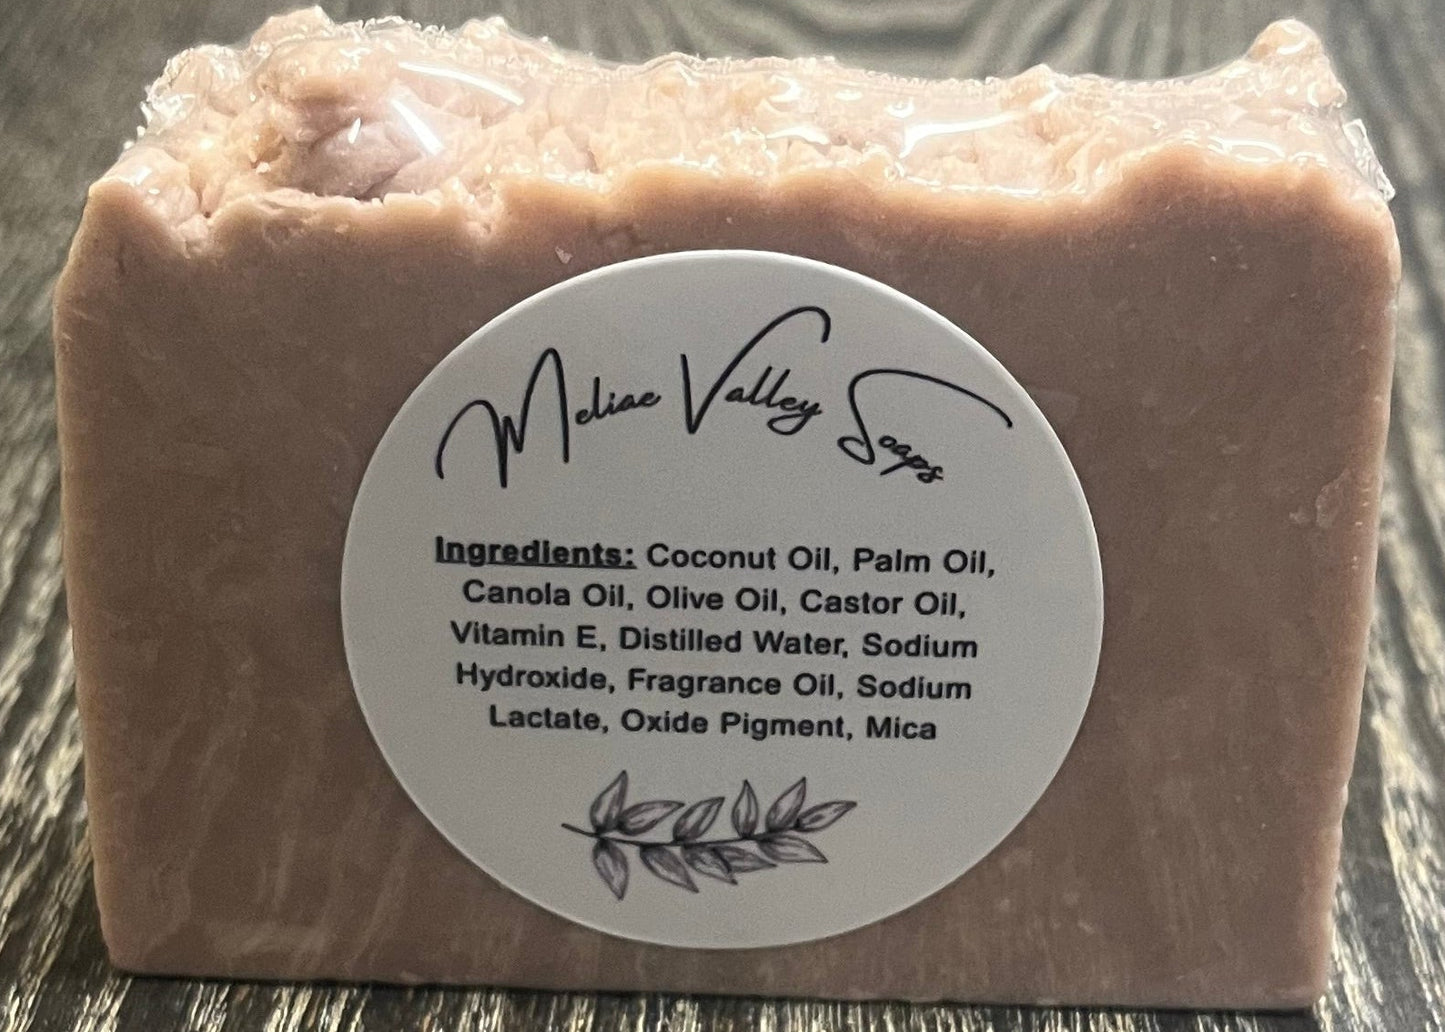 Meliae Valley Soaps
Ingredients: Coconut Oil, Palm Oil,
Canola Oil, Olive Oil, Castor Oil,
Vitamin E, Distilled Water, Sodium
Hydroxide, Fragrance Oil, Sodium
Lactate, Oxide Pigment, Mica